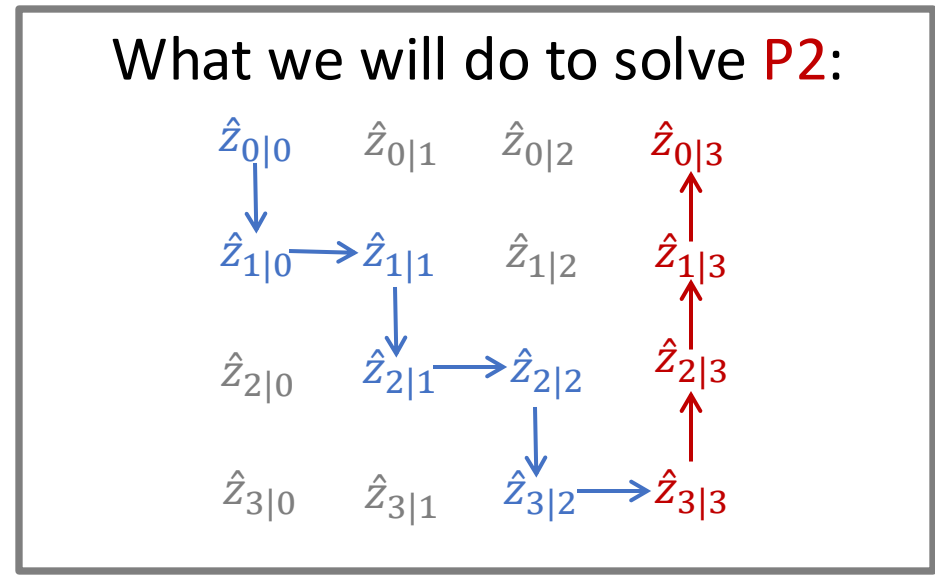 What we will do to solve P2:
ẑ0|0 ẑ0|1 ẑ0|2 ẑ0|3
ẑ1|0 ẑ1|1 ẑ1|2 ẑ1|3
ẑ2|0 ẑ2|1 ẑ2|2 ẑ2|3
ẑ3|0 ẑ3|1 ẑ3|2 ẑ3|3